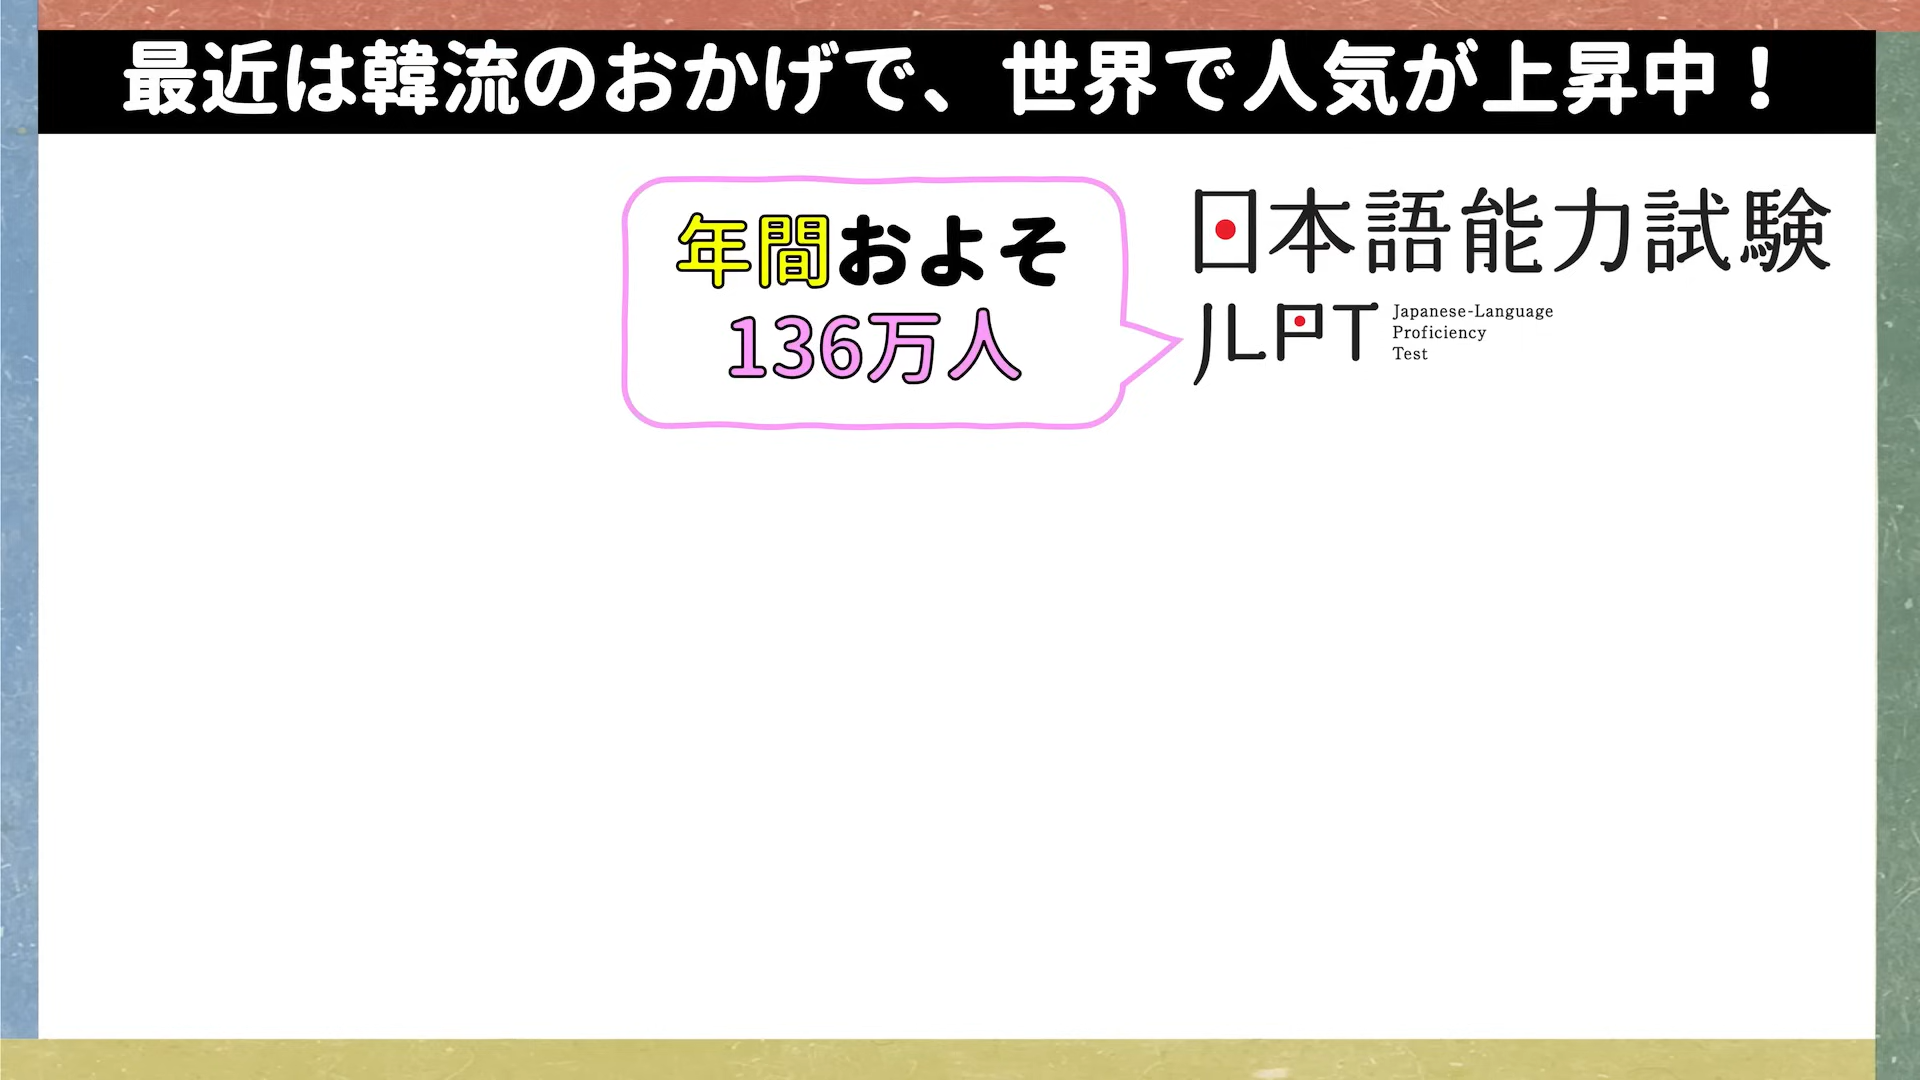 最近は韓流のおかげで、世界で人気が上昇中！
年間およそ
136万人
日本語能力試験
JLPT
Japanese-Language
Proficiency
Test